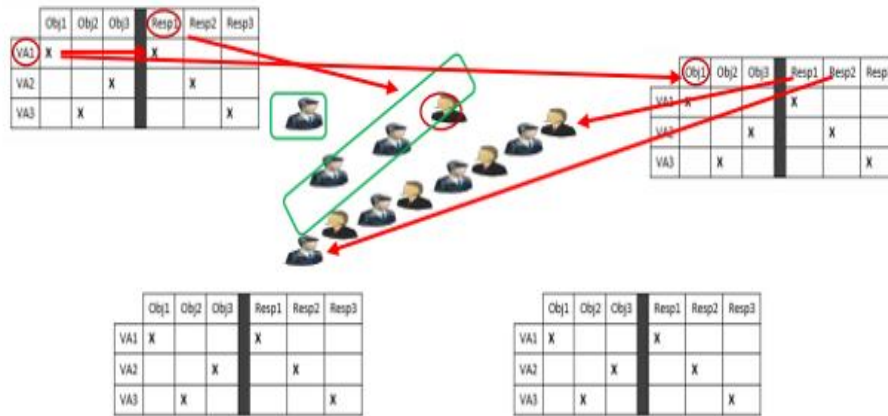 Obj1 Obj2 Obj3 Resp1 Resp2 Resp3
VA1 X X
VA2 X X
VA3 X X
Obj1 Obj2 Obj3 Resp1 Resp2 Resp
VA1 X X
VA2 X X
VA3 X X
Obj1 Obj2 Obj3 Resp1 Resp2 Resp3
VA1 X X
VA2 X X
VA3 X X
Obj1 Obj2 Obj3 Resp1 Resp2 Resp3
VA1 X X
VA2 X X
VA3 X X